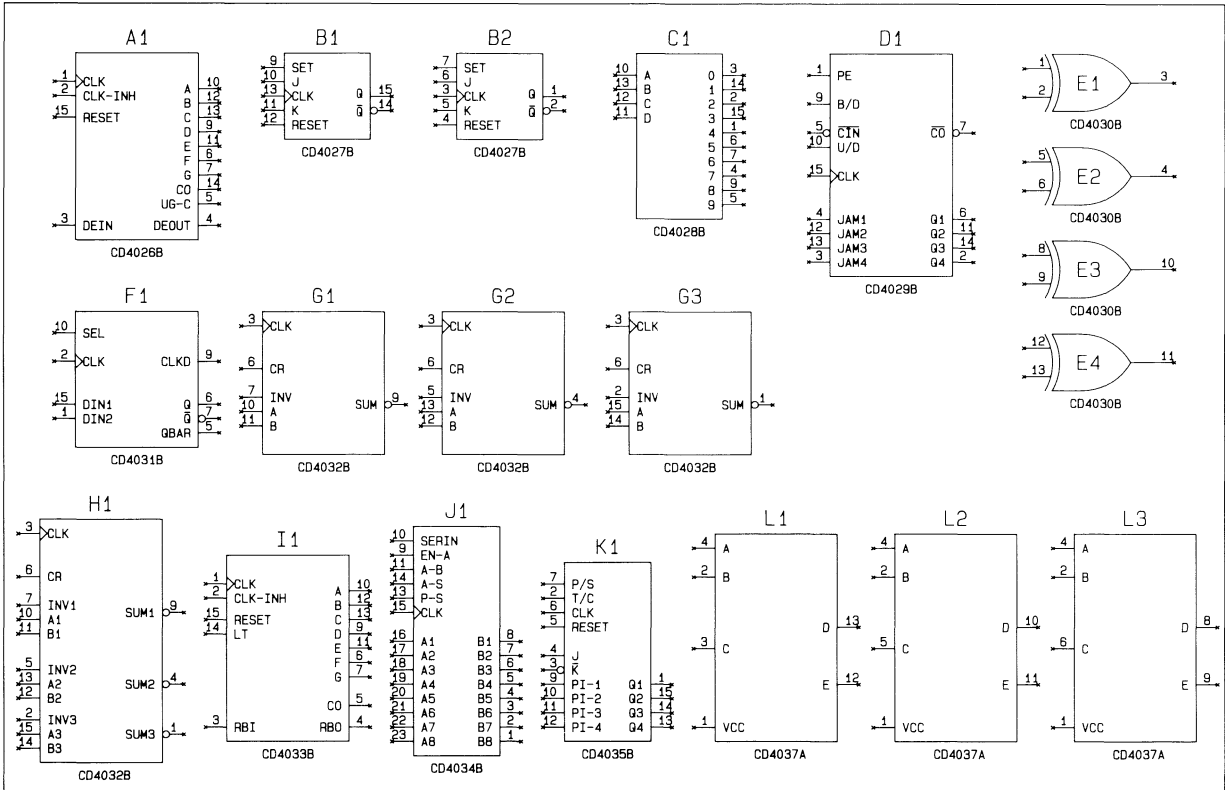 A1
1 CLK A 10
2 CLK-INH B 12
15 RESET C 13
D 9
E 11
F 6
G 7
CO 14
UG-C 5
3 DEIN DEOUT 4
CD4026B
B1
9 SET
10 J
13 CLK Q 15
11 K Q̅ 14
12 RESET
CD4027B
B2
7 SET
6 J
3 CLK Q 1
5 K Q̅ 2
4 RESET
CD4027B
C1
10 A 0 3
13 B 1 14
12 C 2 2
11 D 3 15
4 1
5 6
6 7
7 4
8 9
9 5
CD4028B
D1
1 PE
9 B/D
5 C̅I̅N̅ C̅O̅ 7
10 U/D
15 CLK
4 JAM1 Q1 6
12 JAM2 Q2 11
13 JAM3 Q3 14
3 JAM4 Q4 2
CD4029B
1 E1 3
2
CD4030B
5 E2 4
6
CD4030B
8 E3 10
9
CD4030B
12 E4 11
13
CD4030B
F1
10 SEL
2 CLK CLKD 9
15 DIN1 Q 6
1 DIN2 Q̅ 7
QBAR 5
CD4031B
G1
3 CLK
6 CR
7 INV
10 A SUM 9
11 B
CD4032B
G2
3 CLK
6 CR
5 INV
13 A SUM 4
12 B
CD4032B
G3
3 CLK
6 CR
2 INV
15 A SUM 1
14 B
CD4032B
H1
3 CLK
6 CR
7 INV1
10 A1 SUM1 9
11 B1
5 INV2
13 A2 SUM2 4
12 B2
2 INV3
15 A3 SUM3 1
14 B3
CD4032B
I1
1 CLK A 10
2 CLK-INH B 12
15 RESET C 13
14 LT D 9
E 11
F 6
G 7
CO 5
3 RBI RBO 4
CD4033B
J1
10 SERIN
9 EN-A
11 A-B
14 A-S
13 P-S
15 CLK
16 A1 B1 8
17 A2 B2 7
18 A3 B3 6
19 A4 B4 5
20 A5 B5 4
21 A6 B6 3
22 A7 B7 2
23 A8 B8 1
CD4034B
K1
7 P/S
2 T/C
6 CLK
5 RESET
4 J
3 K̅
9 PI-1 Q1 1
10 PI-2 Q2 15
11 PI-3 Q3 14
12 PI-4 Q4 13
CD4035B
L1
4 A
2 B
D 13
3 C
E 12
1 VCC
CD4037A
L2
4 A
2 B
D 10
5 C
E 11
1 VCC
CD4037A
L3
4 A
2 B
D 8
6 C
E 9
1 VCC
CD4037A